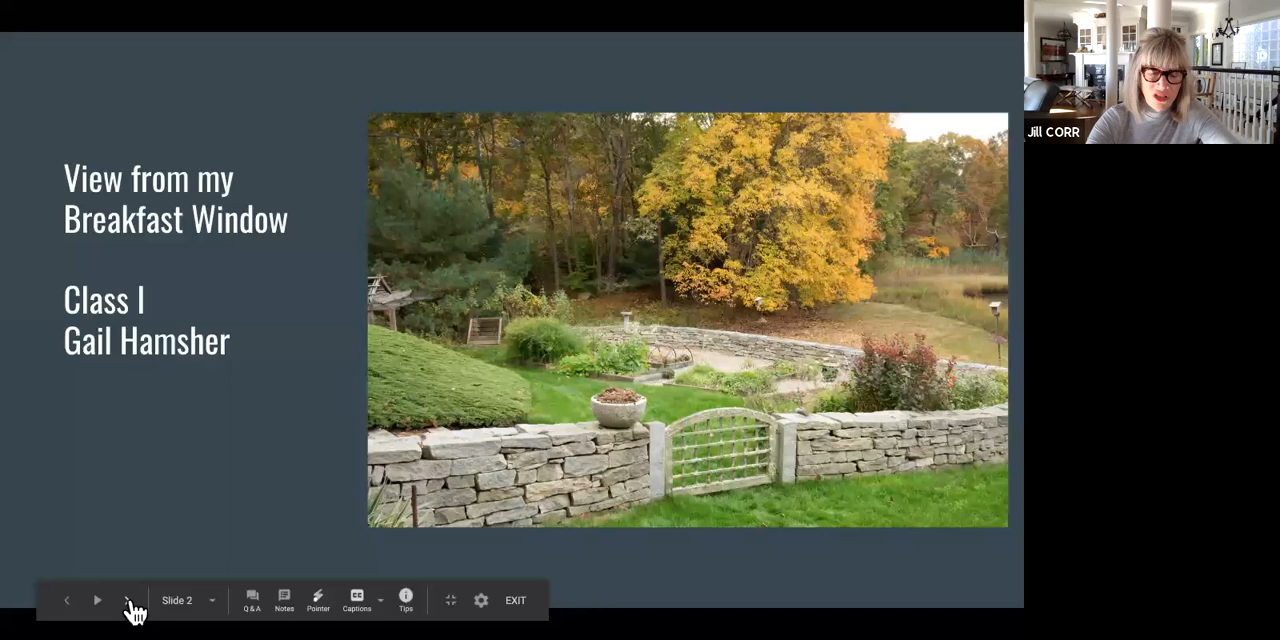 View from my
Breakfast Window
Class I
Gail Hamsher
Jill CORR
Slide 2
Q & A
Notes
Pointer
Captions
Tips
EXIT